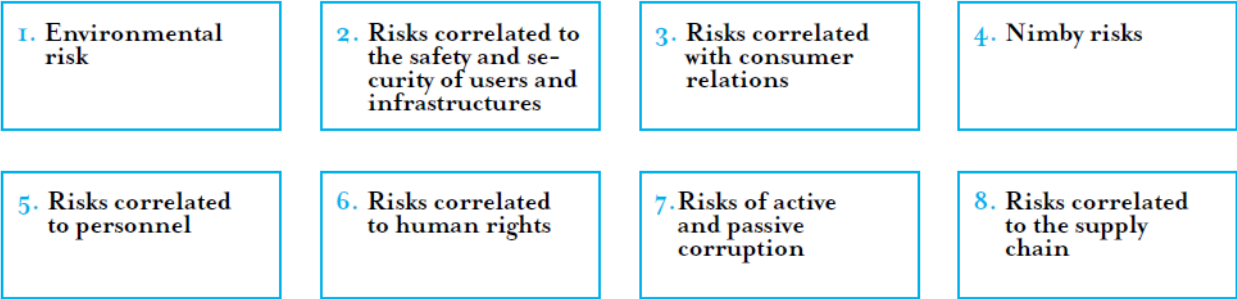 1. Environmental
risk
2. Risks correlated to
the safety and se-
curity of users and
infrastructures
3. Risks correlated
with consumer
relations
4. Nimby risks
5. Risks correlated
to personnel
6. Risks correlated
to human rights
7. Risks of active
and passive
corruption
8. Risks correlated
to the supply
chain